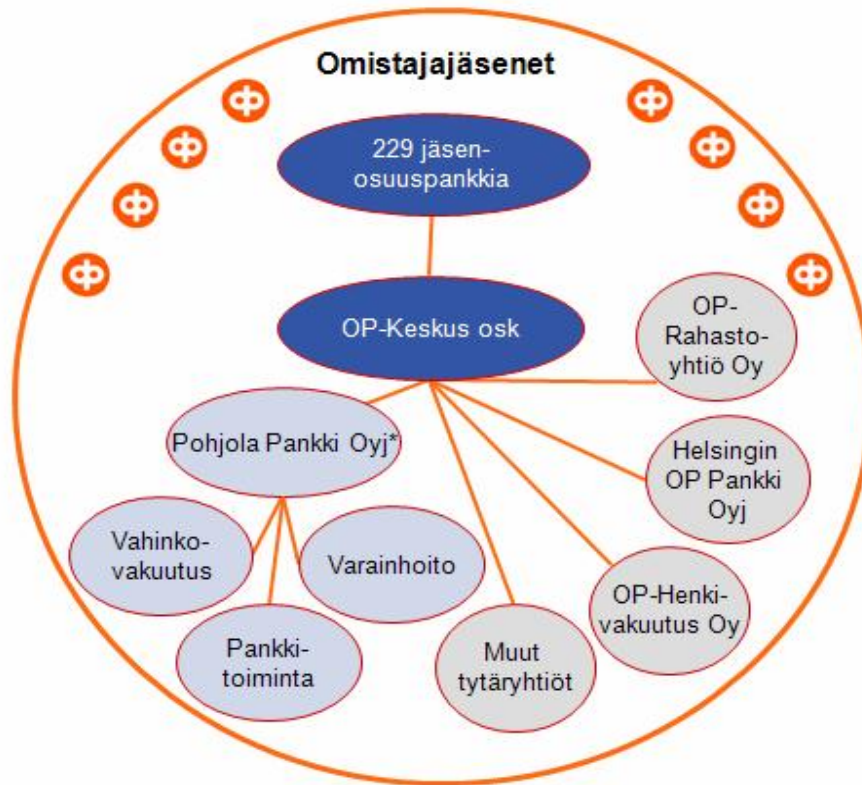 Omistajajäsenet
229 jäsen-
osuuspankkia
OP-Keskus osk
OP-
Rahasto-
yhtiö Oy
Pohjola Pankki Oyj*
Helsingin
OP Pankki
Oyj
Vahinko-
vakuutus
Varainhoito
OP-Henki-
vakuutus Oy
Pankki-
toiminta
Muut
tytäryhtiöt